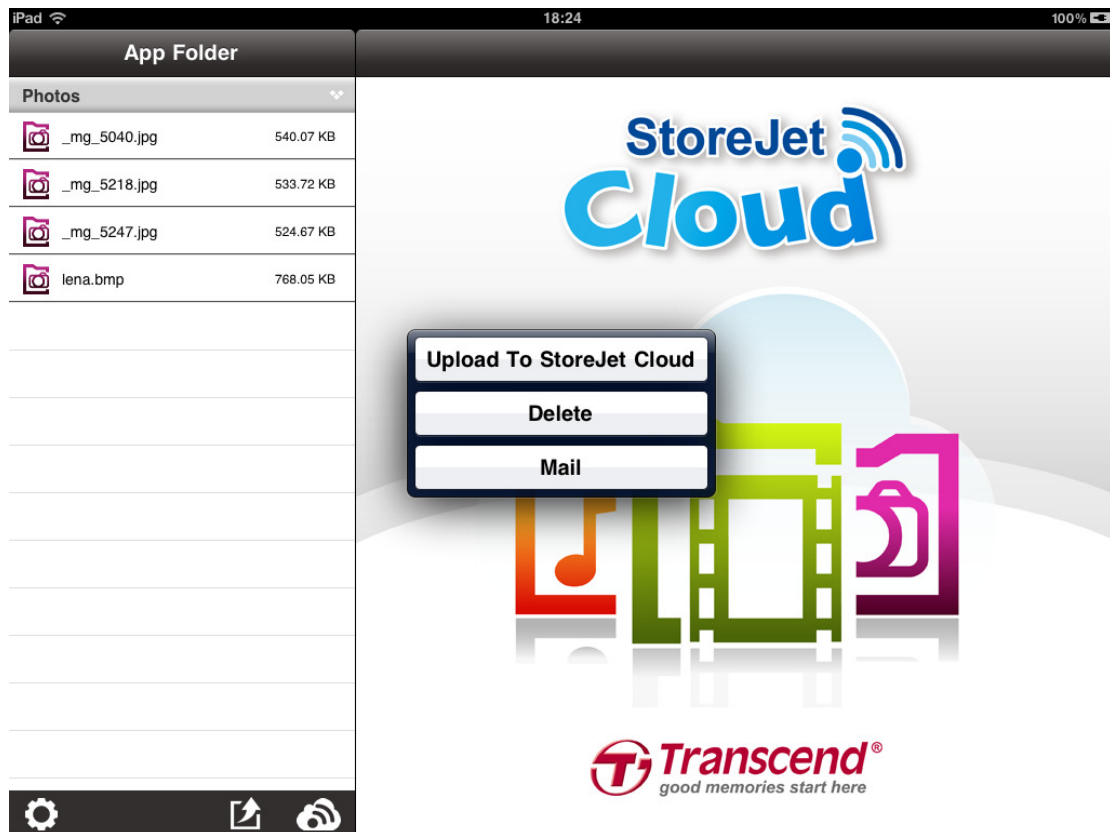 iPad 18:24 100%
App Folder
Photos
_mg_5040.jpg 540.07 KB
_mg_5218.jpg 533.72 KB
_mg_5247.jpg 524.67 KB
lena.bmp 768.05 KB
StoreJet
Cloud
Upload To StoreJet Cloud
Delete
Mail
Transcend®
good memories start here